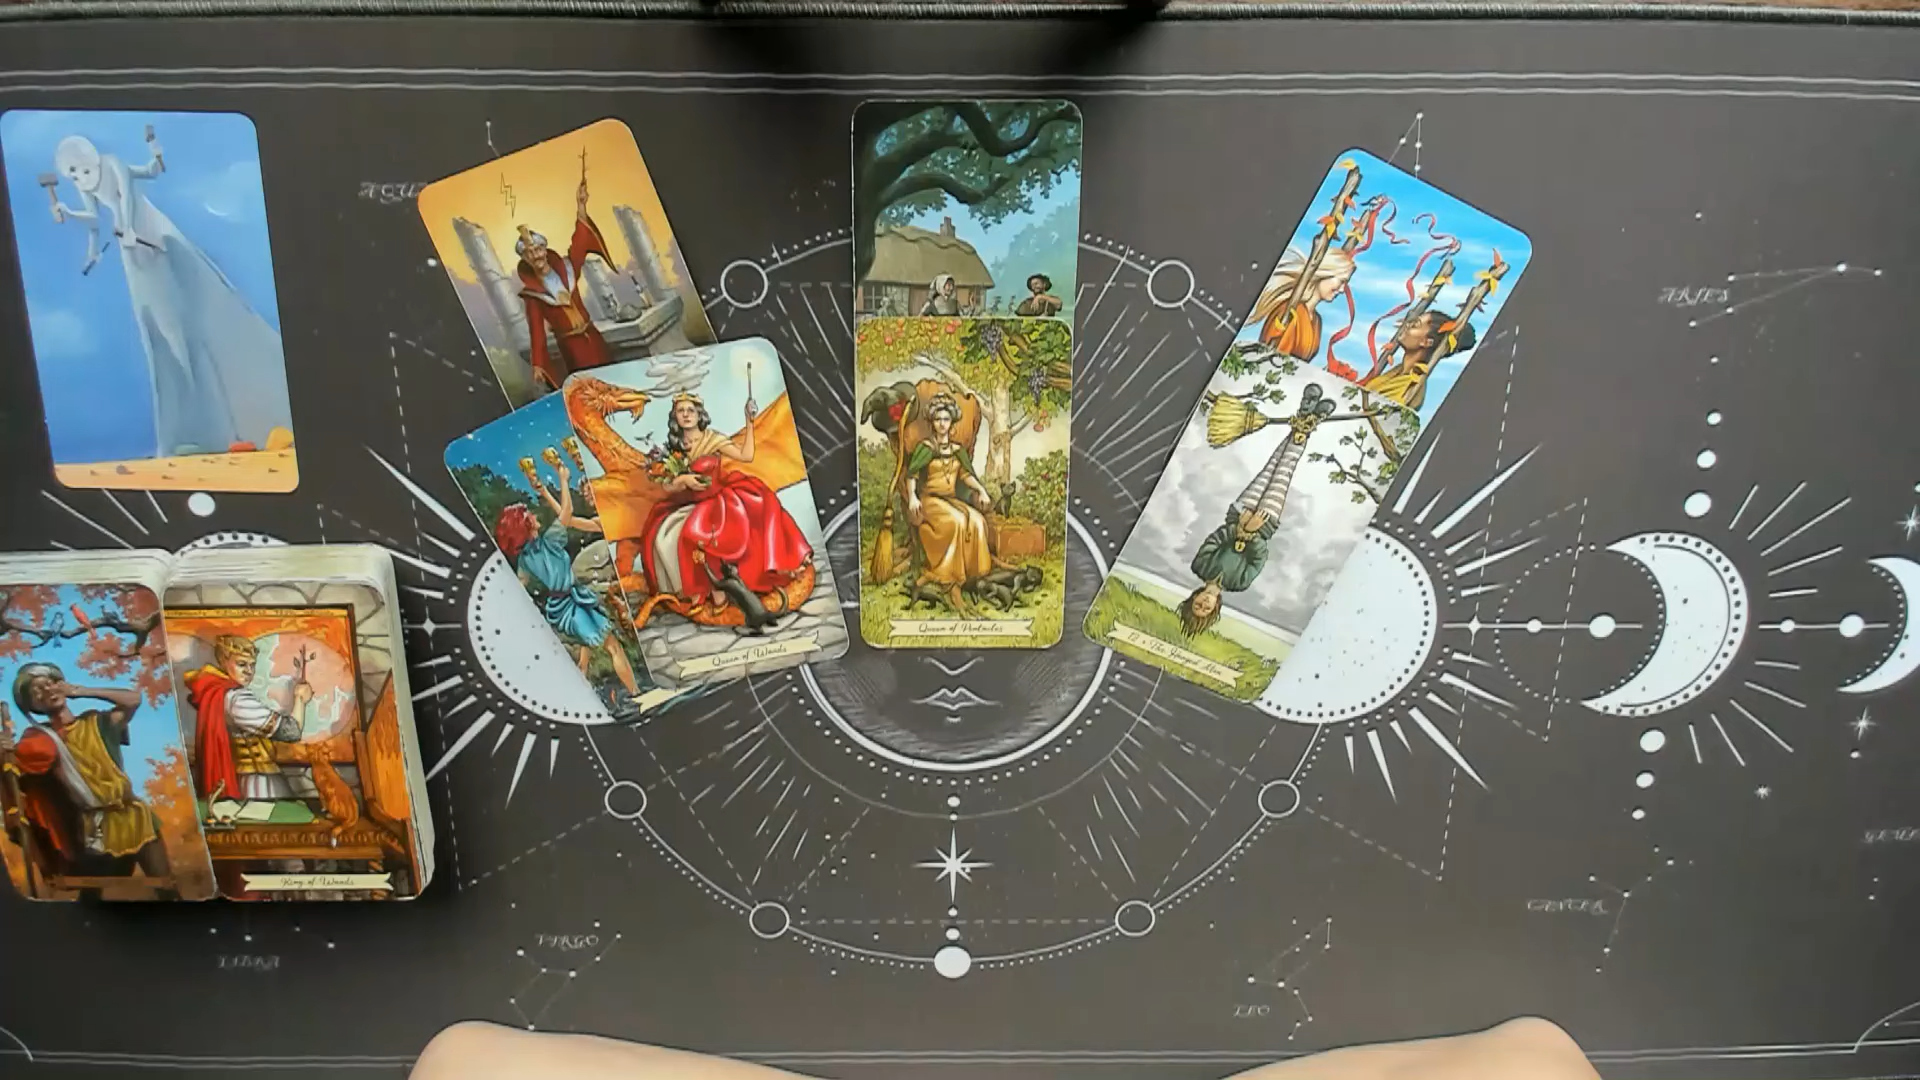 ARIES
Queen of Pentacles
Queen of Wands
12 • The Hanged Man
King of Wands
CANCER
VIRGO
LIBRA
LEO